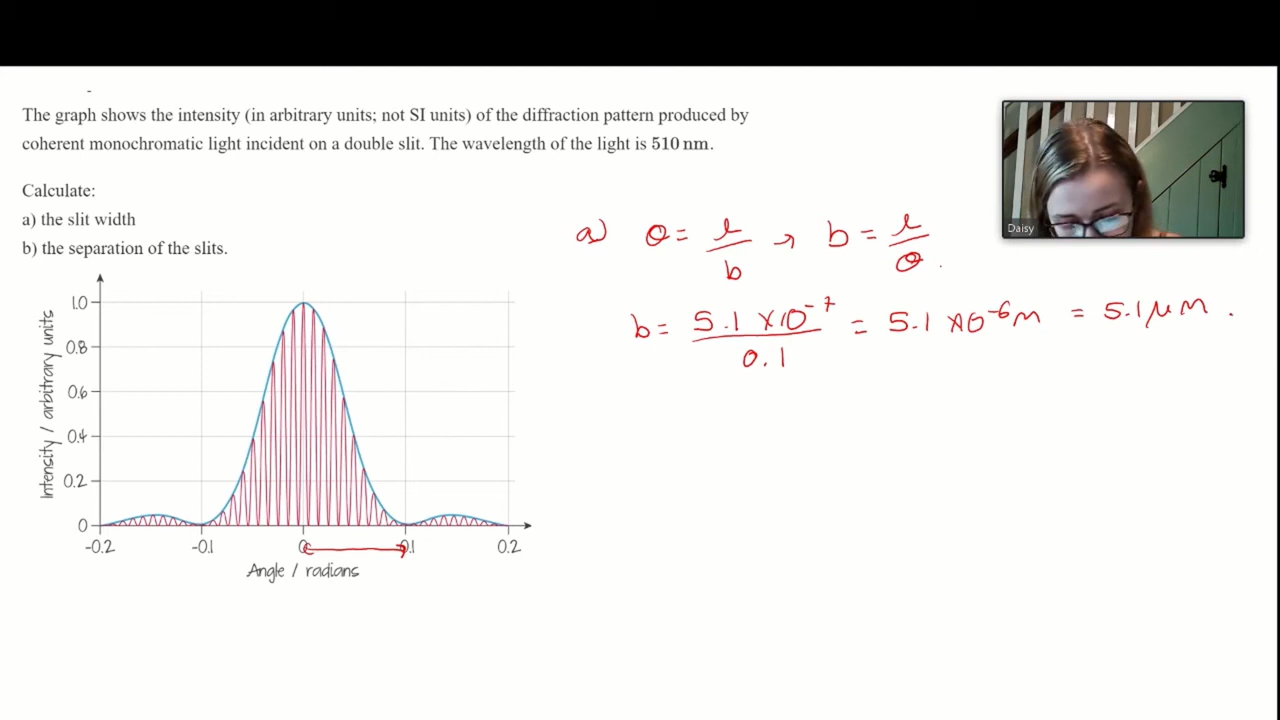 The graph shows the intensity (in arbitrary units; not SI units) of the diffraction pattern produced by
coherent monochromatic light incident on a double slit. The wavelength of the light is 510 nm.
Calculate:
a) the slit width
b) the separation of the slits.
a) θ = λ/b → b = λ/θ
b = 5.1 × 10⁻⁷/0.1 = 5.1 × 10⁻⁶ m = 5.1 μm.
Daisy
Intensity / arbitrary units
1.0
0.8
0.6
0.4
0.2
0
-0.2 -0.1 0 0.1 0.2
Angle / radians